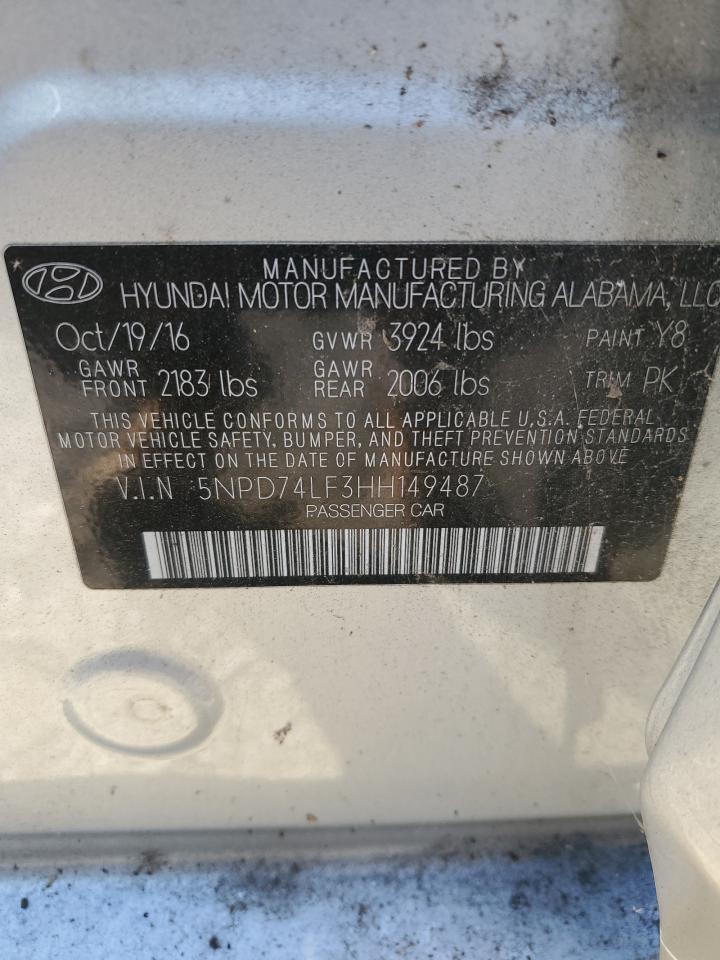 MANUFACTURED BY
HYUNDAI MOTOR MANUFACTURING ALABAMA, LLC
Oct/19/16 GVWR 3924 lbs PAINT Y8
GAWR FRONT 2183 lbs GAWR REAR 2006 lbs TRIM PK
THIS VEHICLE CONFORMS TO ALL APPLICABLE U.S.A. FEDERAL
MOTOR VEHICLE SAFETY, BUMPER, AND THEFT PREVENTION STANDARDS
IN EFFECT ON THE DATE OF MANUFACTURE SHOWN ABOVE
V.I.N 5NPD74LF3HH149487
PASSENGER CAR